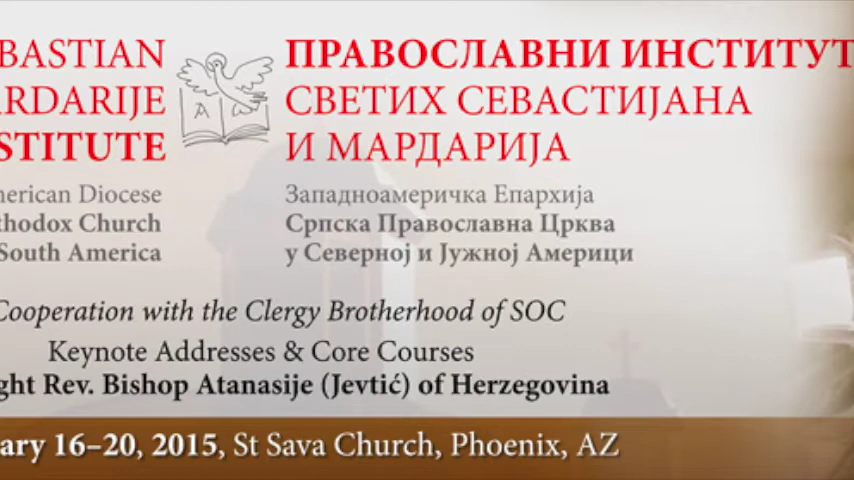 BASTIAN
RDARIJE
STITUTE
merican Diocese
thodox Church
South America
ПРАВОСЛАВНИ ИНСТИТУТ
СВЕТИХ СЕВАСТИЈАНА
И МАРДАРИЈА
Западноамеричка Епархија
Српска Православна Црква
у Северној и Јужној Америци
Cooperation with the Clergy Brotherhood of SOC
Keynote Addresses & Core Courses
ght Rev. Bishop Atanasije (Jevtić) of Herzegovina
ary 16–20, 2015, St Sava Church, Phoenix, AZ